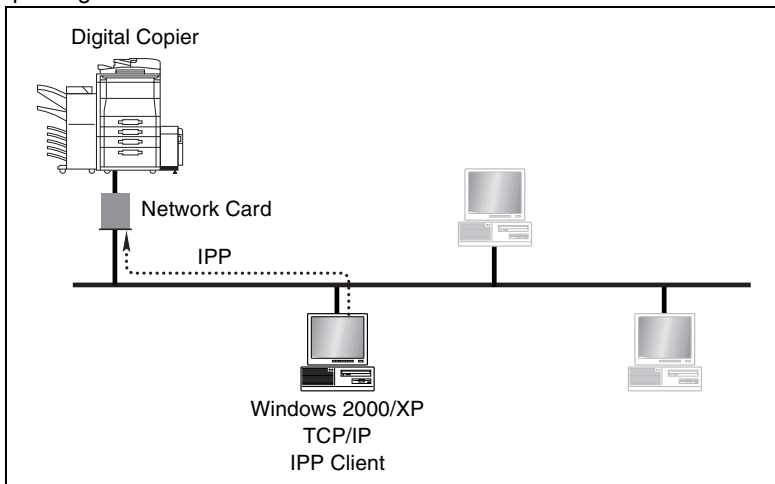 Digital Copier
Network Card
IPP
Windows 2000/XP
TCP/IP
IPP Client